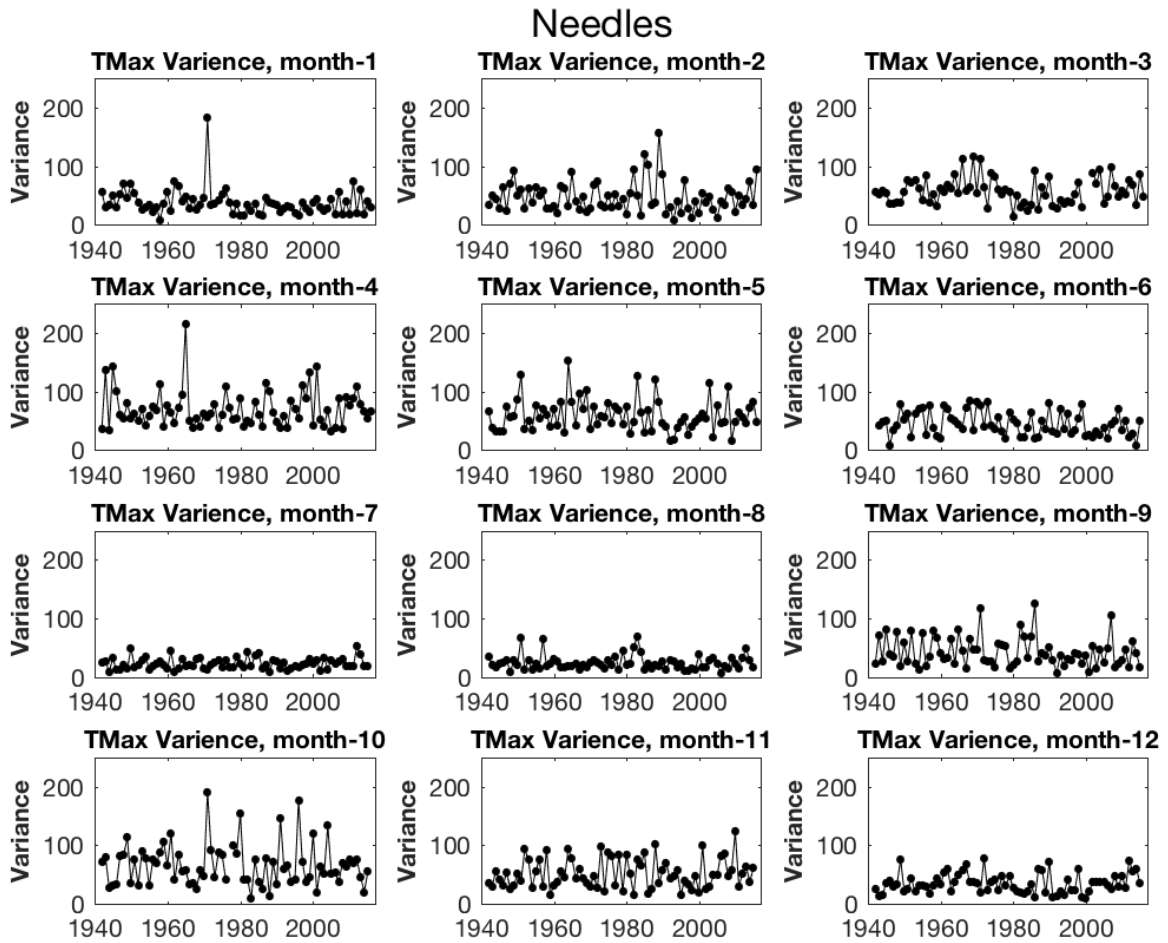 Needles
TMax Varience, month-1
TMax Varience, month-2
TMax Varience, month-3
200
100
0
Variance
1940 1960 1980 2000
200
100
0
Variance
1940 1960 1980 2000
200
100
0
Variance
1940 1960 1980 2000
TMax Varience, month-4
TMax Varience, month-5
TMax Varience, month-6
200
100
0
Variance
1940 1960 1980 2000
200
100
0
Variance
1940 1960 1980 2000
200
100
0
Variance
1940 1960 1980 2000
TMax Varience, month-7
TMax Varience, month-8
TMax Varience, month-9
200
100
0
Variance
1940 1960 1980 2000
200
100
0
Variance
1940 1960 1980 2000
200
100
0
Variance
1940 1960 1980 2000
TMax Varience, month-10
TMax Varience, month-11
TMax Varience, month-12
200
100
0
Variance
1940 1960 1980 2000
200
100
0
Variance
1940 1960 1980 2000
200
100
0
Variance
1940 1960 1980 2000